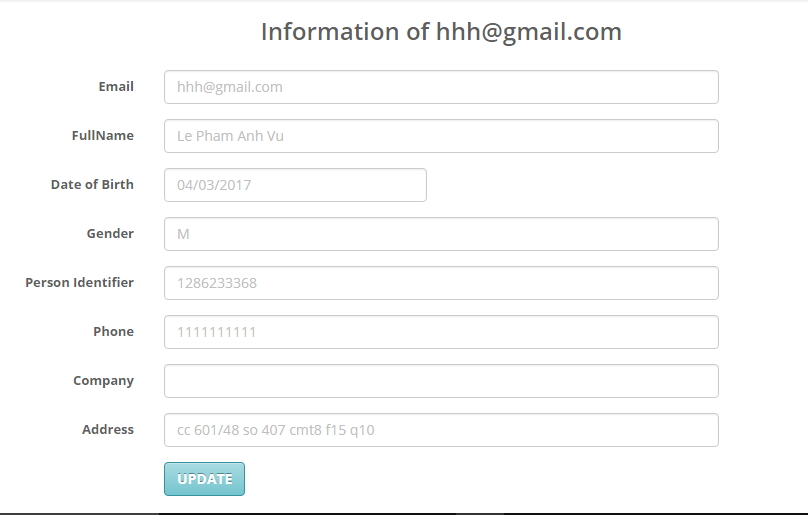 Information of hhh@gmail.com
Email hhh@gmail.com
FullName Le Pham Anh Vu
Date of Birth 04/03/2017
Gender M
Person Identifier 1286233368
Phone 1111111111
Company
Address cc 601/48 so 407 cmt8 f15 q10
UPDATE